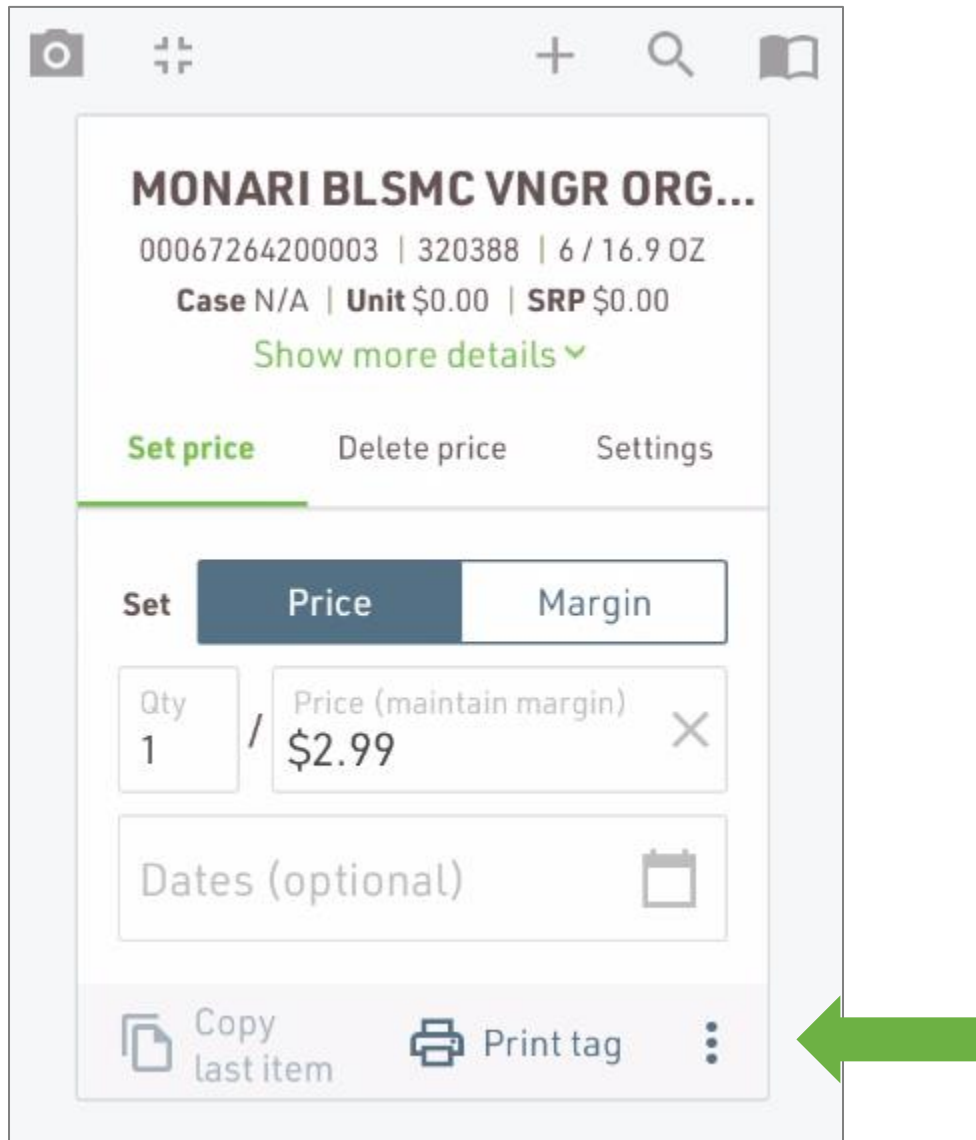 MONARI BLSMC VNGR ORG...
00067264200003 | 320388 | 6 / 16.9 OZ
Case N/A | Unit $0.00 | SRP $0.00
Show more details
Set price Delete price Settings
Set Price Margin
Qty Price (maintain margin)
1 / $2.99
Dates (optional)
Copy
last item
Print tag